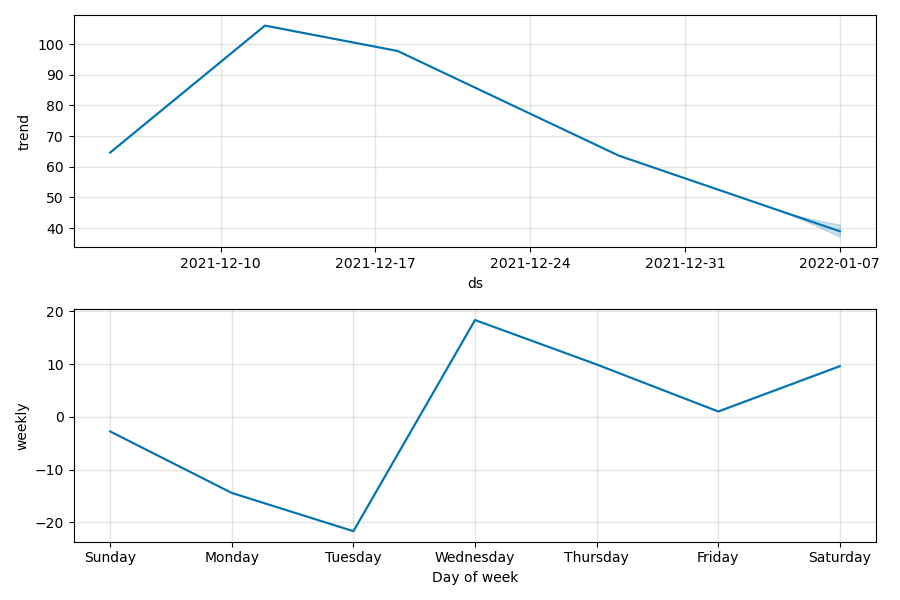 trend
100
90
80
70
60
50
40
2021-12-10 2021-12-17 2021-12-24 2021-12-31 2022-01-07
ds
weekly
20
10
0
−10
−20
Sunday Monday Tuesday Wednesday Thursday Friday Saturday
Day of week